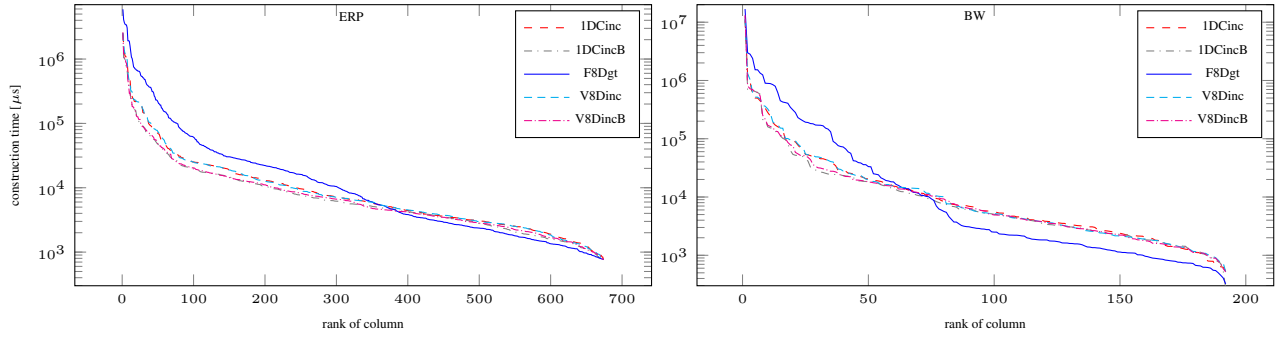 ERP
construction time [μs]
10^6
10^5
10^4
10^3
0 100 200 300 400 500 600 700
rank of column
1DCinc
1DCincB
F8Dgt
V8Dinc
V8DincB
BW
10^7
10^6
10^5
10^4
10^3
0 50 100 150 200
rank of column
1DCinc
1DCincB
F8Dgt
V8Dinc
V8DincB